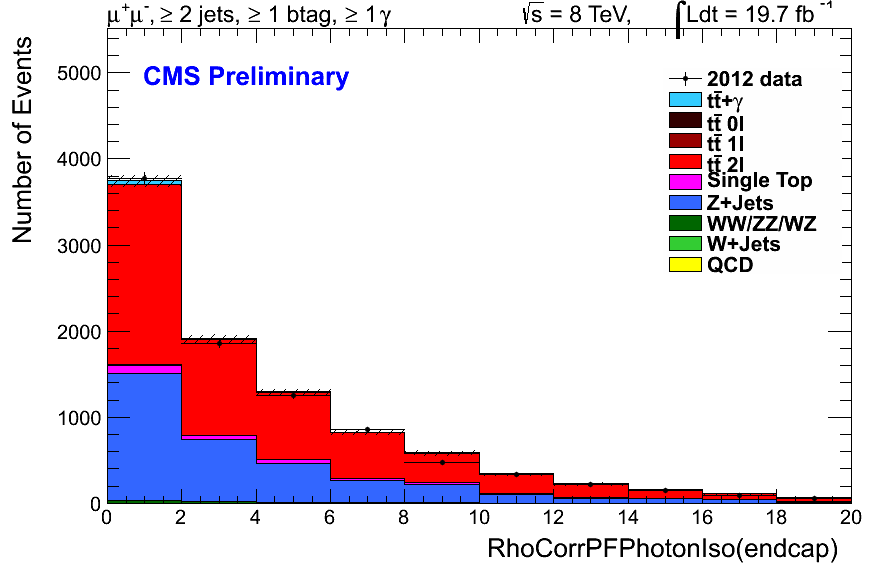 μ⁺μ⁻, ≥ 2 jets, ≥ 1 btag, ≥ 1 γ
√s = 8 TeV, ∫Ldt = 19.7 fb⁻¹
Number of Events
CMS Preliminary
2012 data
tt̄+γ
tt̄ 0l
tt̄ 1l
tt̄ 2l
Single Top
Z+Jets
WW/ZZ/WZ
W+Jets
QCD
5000
4000
3000
2000
1000
0
0 2 4 6 8 10 12 14 16 18 20
RhoCorrPFPhotonIso(endcap)